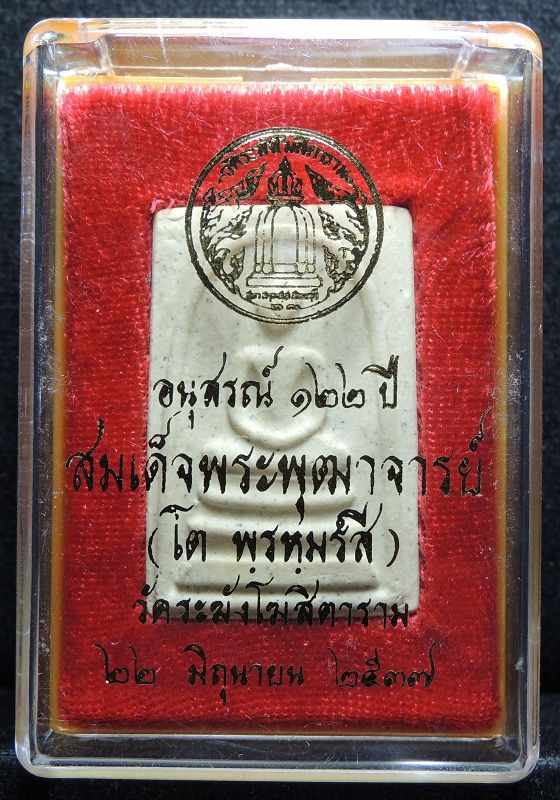 อนุสรณ์ ๑๒๒ ปี
สมเด็จพระพุฒาจารย์
(โต พฺรหฺมรํสี)
วัดระฆังโฆสิตาราม
๒๒ มิถุนายน ๒๕๓๗